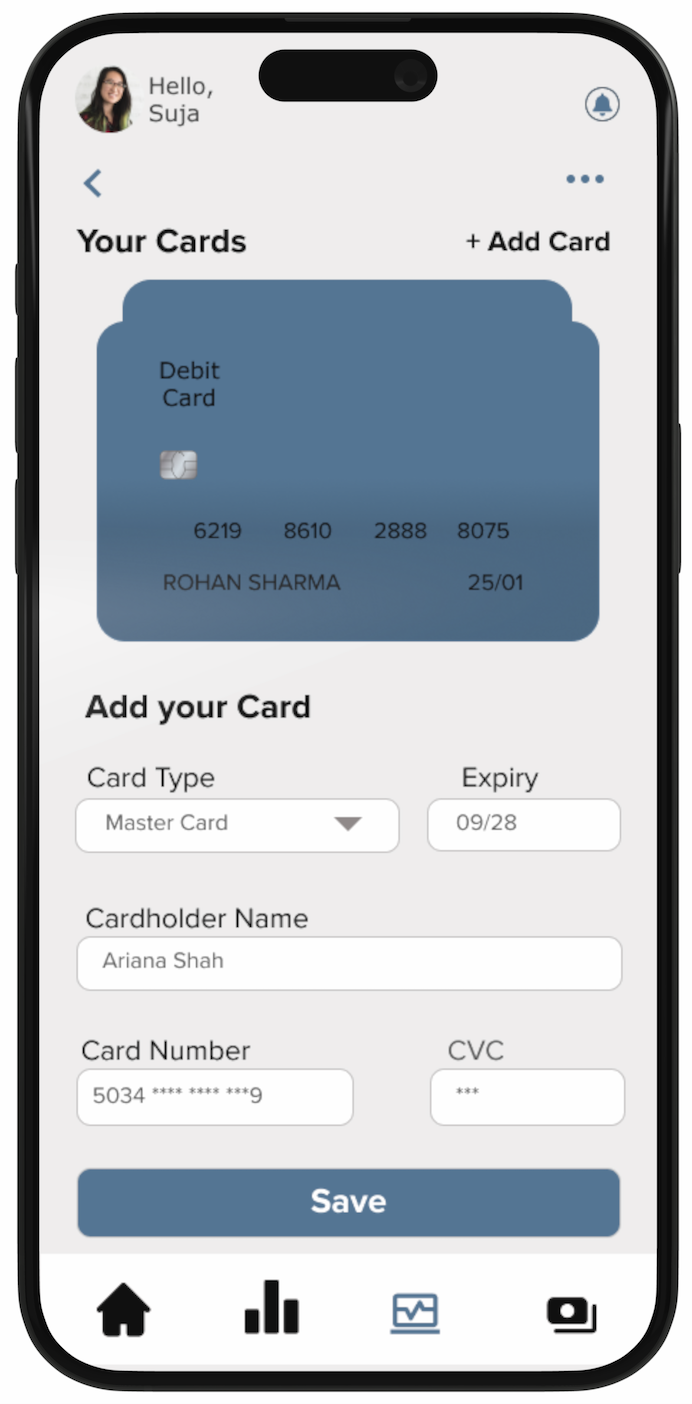 Hello,
Suja
Your Cards
+ Add Card
Debit
Card
6219 8610 2888 8075
ROHAN SHARMA 25/01
Add your Card
Card Type Expiry
Master Card 09/28
Cardholder Name
Ariana Shah
Card Number CVC
5034 **** **** ***9 ***
Save